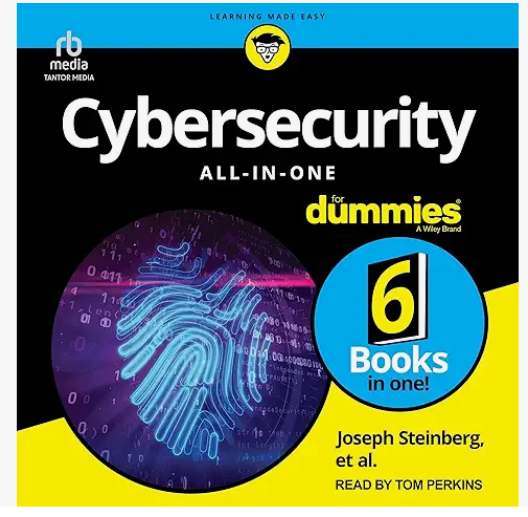 LEARNING MADE EASY
rb
media
TANTOR MEDIA
Cybersecurity
ALL-IN-ONE
for
dummies®
A Wiley Brand
6
Books
in one!
Joseph Steinberg,
et al.
READ BY TOM PERKINS